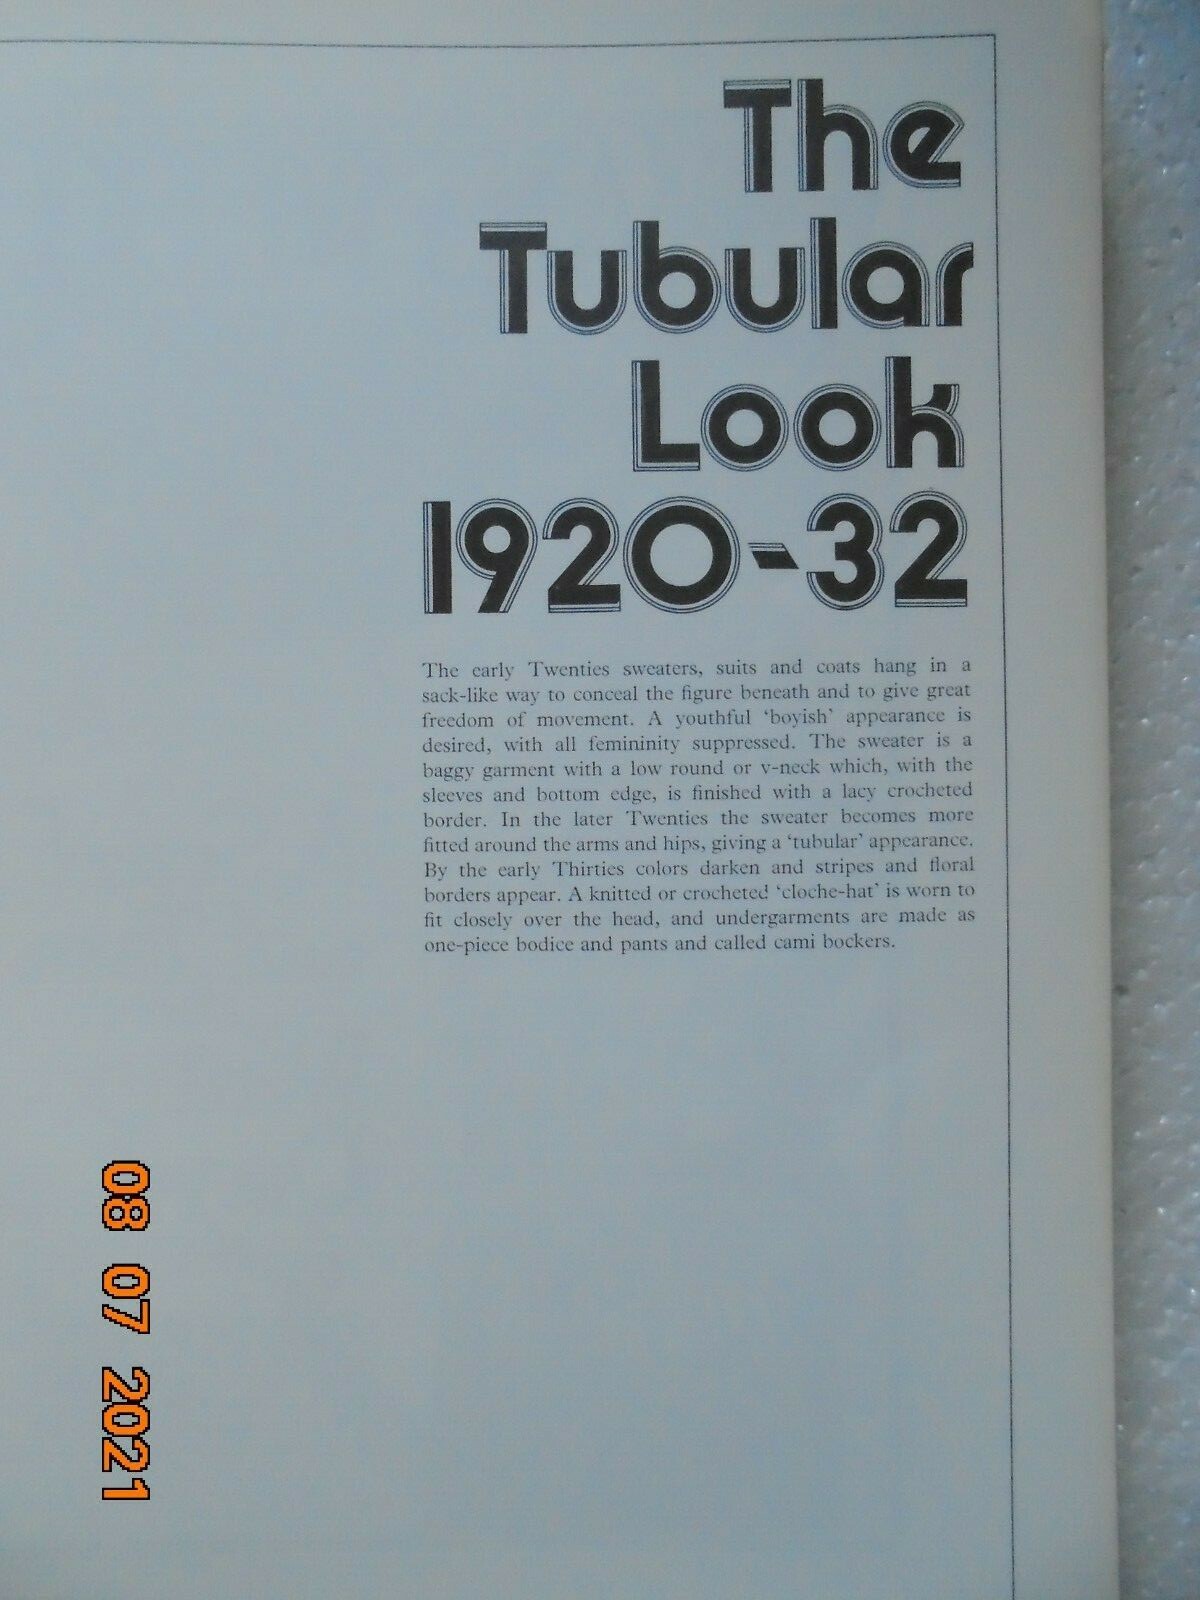 The
Tubular
Look
1920-32
The early Twenties sweaters, suits and coats hang in a
sack-like way to conceal the figure beneath and to give great
freedom of movement. A youthful ‘boyish’ appearance is
desired, with all femininity suppressed. The sweater is a
baggy garment with a low round or v-neck which, with the
sleeves and bottom edge, is finished with a lacy crocheted
border. In the later Twenties the sweater becomes more
fitted around the arms and hips, giving a ‘tubular’ appearance.
By the early Thirties colors darken and stripes and floral
borders appear. A knitted or crocheted ‘cloche-hat’ is worn to
fit closely over the head, and undergarments are made as
one-piece bodice and pants and called cami bockers.
08 07 2021